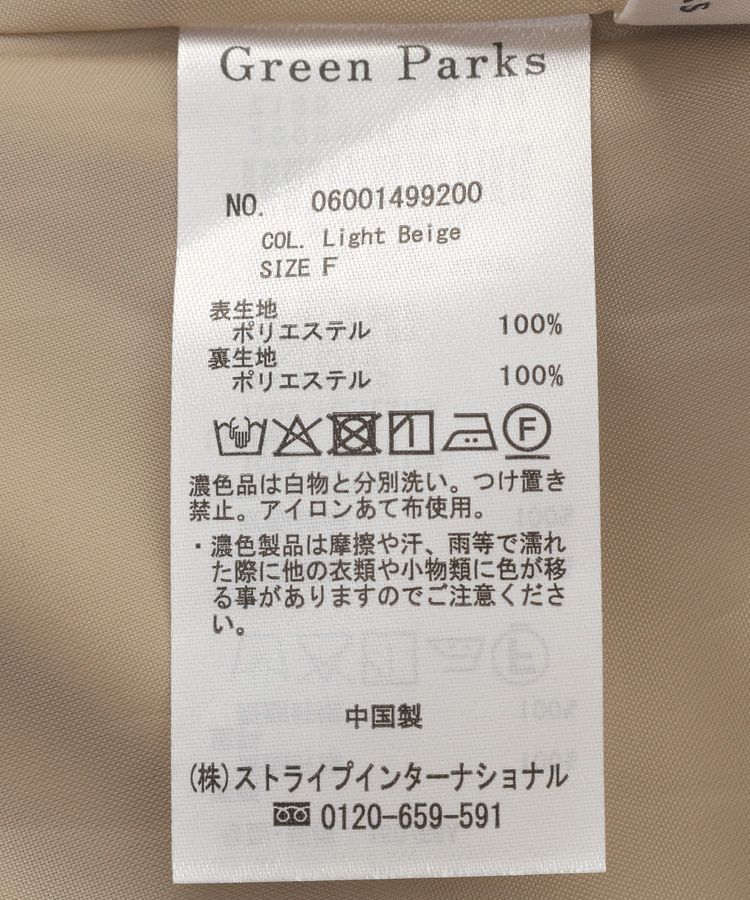 Green Parks
NO. 06001499200
COL. Light Beige
SIZE F
表生地
ポリエステル 100%
裏生地
ポリエステル 100%
F
濃色品は白物と分別洗い。つけ置き
禁止。アイロンあて布使用。
・濃色製品は摩擦や汗、雨等で濡れ
た際に他の衣類や小物類に色が移
る事がありますのでご注意くださ
い。
中国製
(株)ストライプインターナショナル
0120-659-591